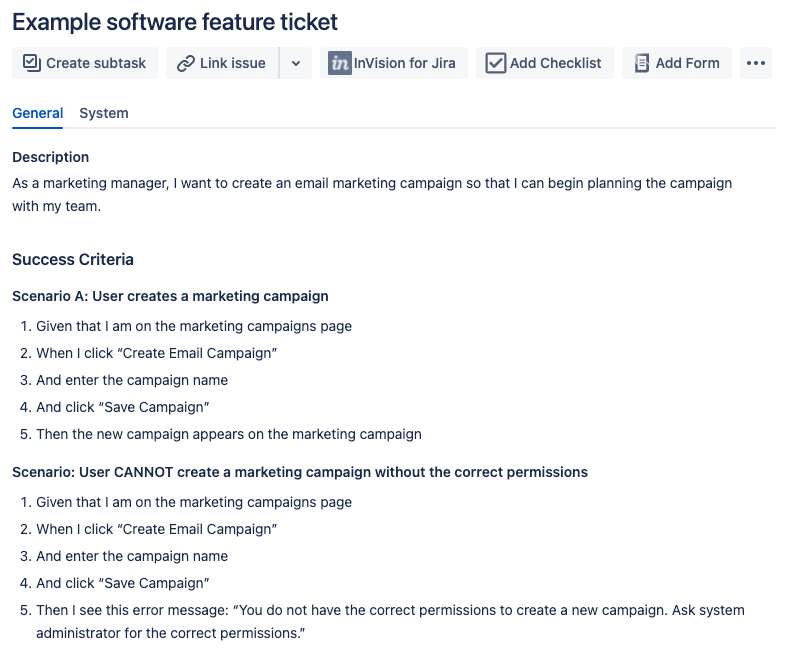 Example software feature ticket
Create subtask Link issue in InVision for Jira Add Checklist Add Form
General System
Description
As a marketing manager, I want to create an email marketing campaign so that I can begin planning the campaign
with my team.
Success Criteria
Scenario A: User creates a marketing campaign
1. Given that I am on the marketing campaigns page
2. When I click “Create Email Campaign”
3. And enter the campaign name
4. And click “Save Campaign”
5. Then the new campaign appears on the marketing campaign
Scenario: User CANNOT create a marketing campaign without the correct permissions
1. Given that I am on the marketing campaigns page
2. When I click “Create Email Campaign”
3. And enter the campaign name
4. And click “Save Campaign”
5. Then I see this error message: “You do not have the correct permissions to create a new campaign. Ask system
administrator for the correct permissions.”